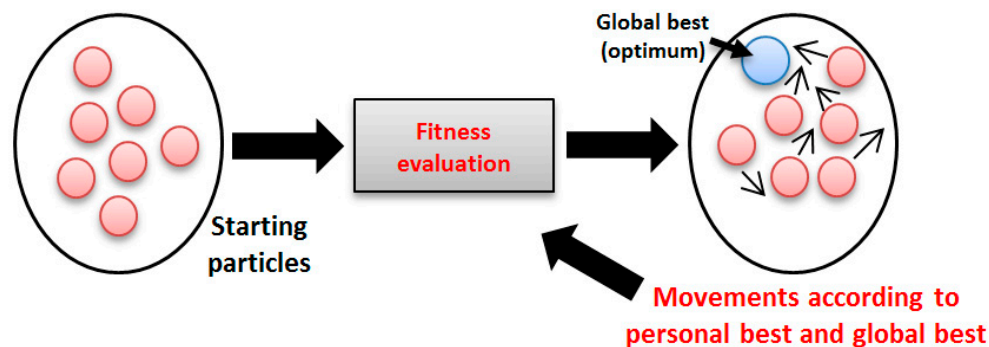 Global best
(optimum)
Fitness
evaluation
Starting
particles
Movements according to
personal best and global best